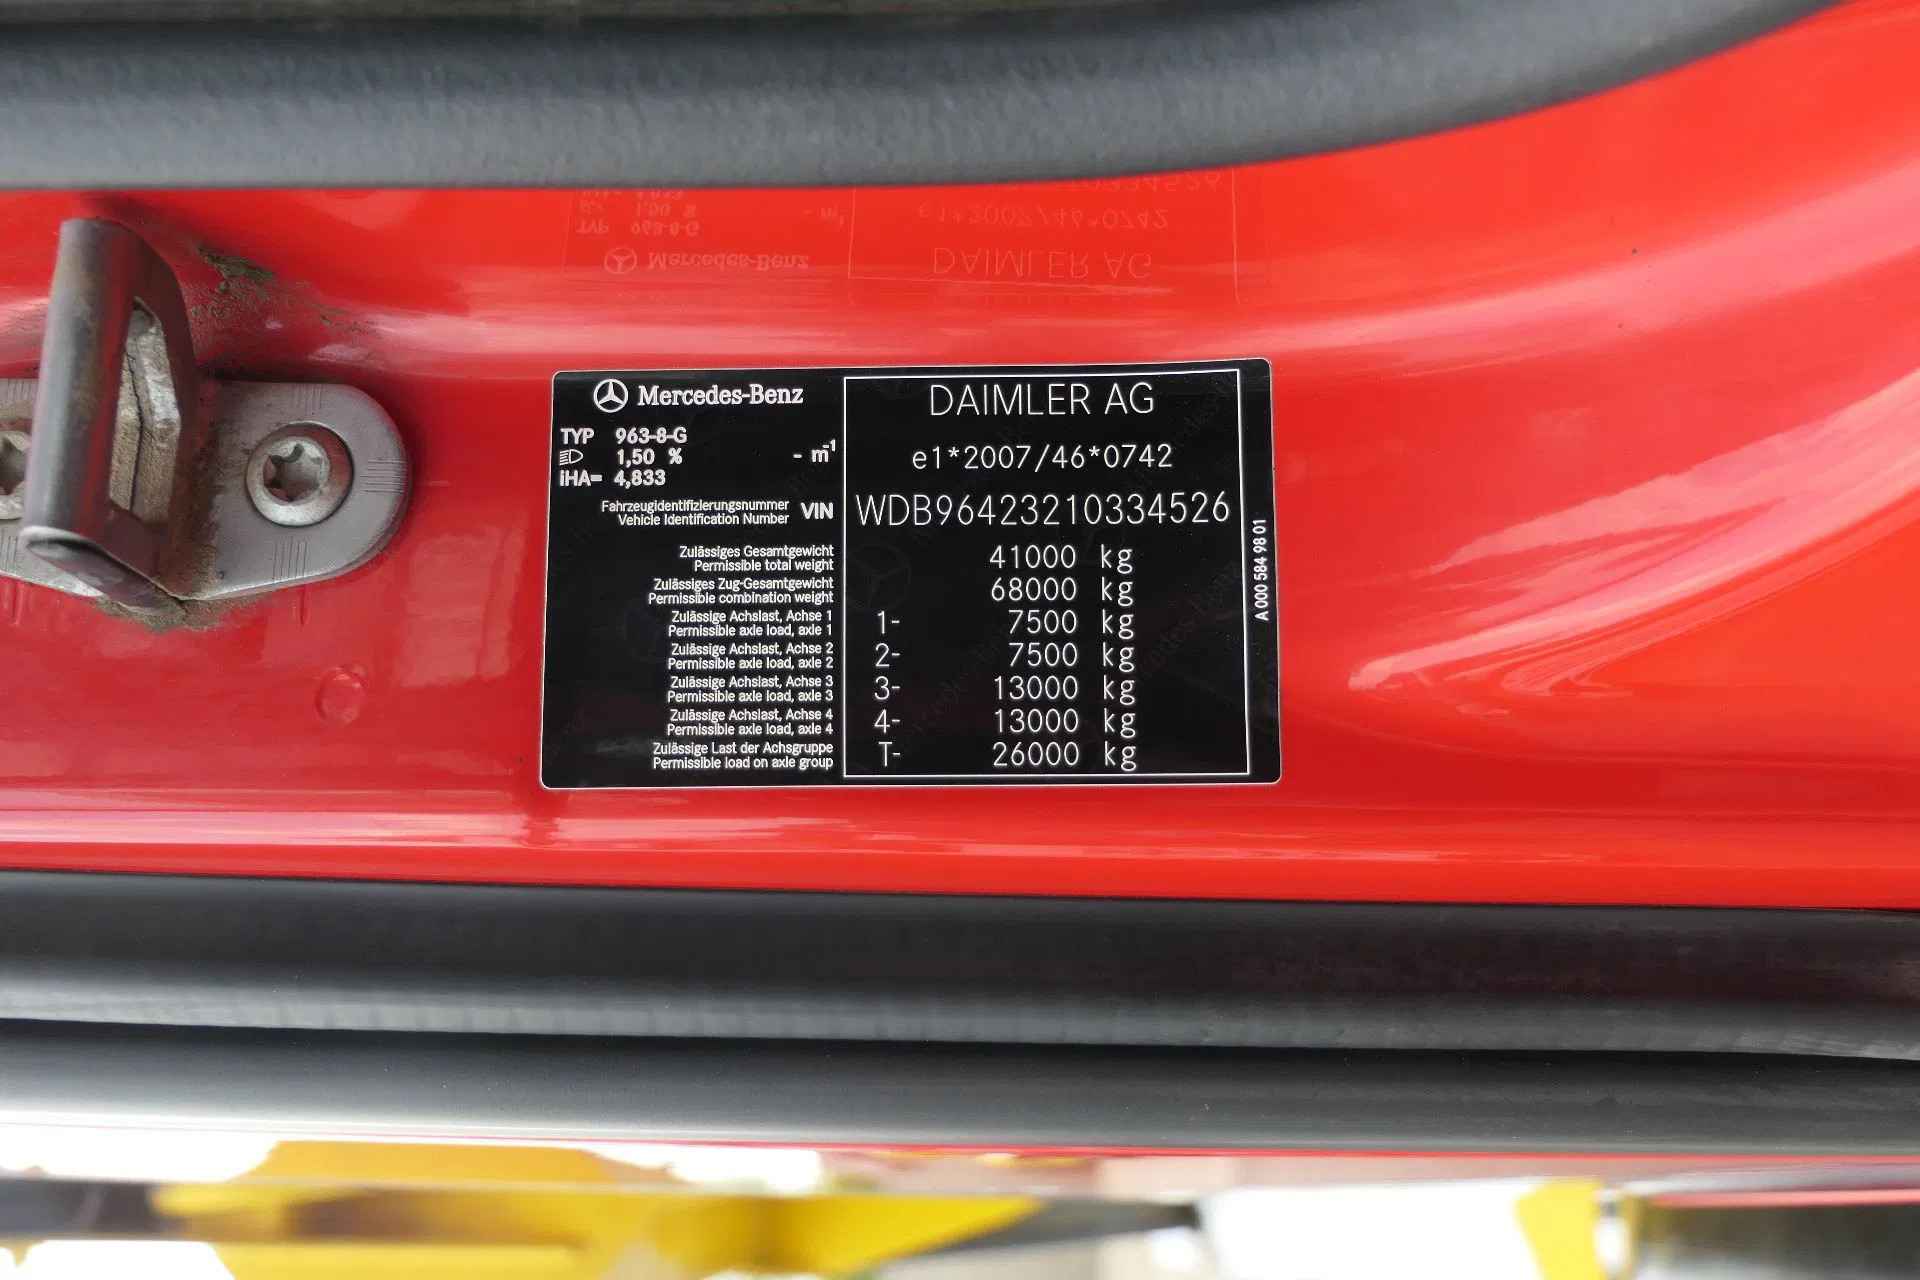 Mercedes-Benz
TYP 963-8-G
1,50 % - m-1
iHA= 4,833
Fahrzeugidentifizierungsnummer
Vehicle Identification Number VIN
DAIMLER AG
e1*2007/46*0742
WDB96423210334526
Zulässiges Gesamtgewicht
Permissible total weight 41000 kg
Zulässiges Zug-Gesamtgewicht
Permissible combination weight 68000 kg
Zulässige Achslast, Achse 1
Permissible axle load, axle 1 1- 7500 kg
Zulässige Achslast, Achse 2
Permissible axle load, axle 2 2- 7500 kg
Zulässige Achslast, Achse 3
Permissible axle load, axle 3 3- 13000 kg
Zulässige Achslast, Achse 4
Permissible axle load, axle 4 4- 13000 kg
Zulässige Last der Achsgruppe
Permissible load on axle group T- 26000 kg
A 000 584 98 01